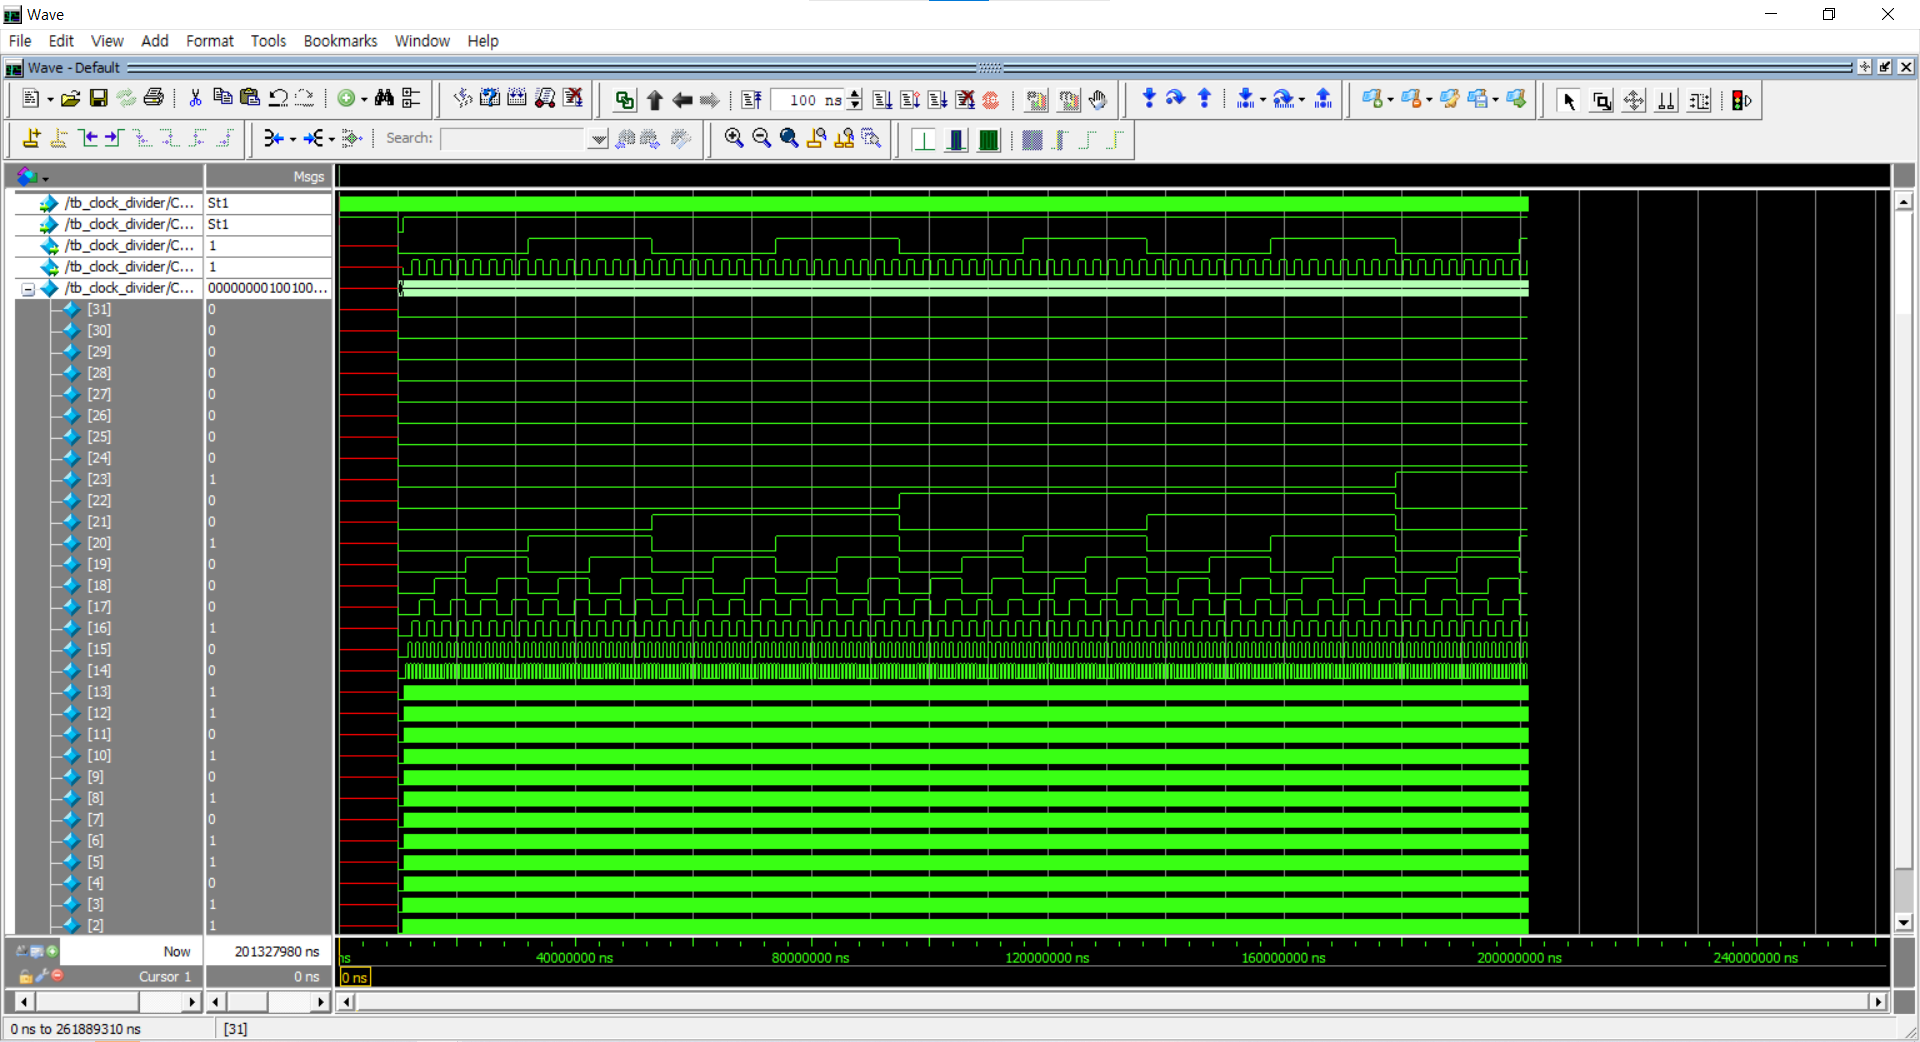 Wave
File Edit View Add Format Tools Bookmarks Window Help
Wave - Default
100 ns
Search:
Msgs
/tb_clock_divider/C... St1
/tb_clock_divider/C... St1
/tb_clock_divider/C... 1
/tb_clock_divider/C... 1
/tb_clock_divider/C... 00000000100100...
[31] 0
[30] 0
[29] 0
[28] 0
[27] 0
[26] 0
[25] 0
[24] 0
[23] 1
[22] 0
[21] 0
[20] 1
[19] 0
[18] 0
[17] 0
[16] 1
[15] 0
[14] 0
[13] 1
[12] 1
[11] 0
[10] 1
[9] 0
[8] 1
[7] 0
[6] 1
[5] 1
[4] 0
[3] 1
[2] 1
Now 201327980 ns
ns 40000000 ns 80000000 ns 120000000 ns 160000000 ns 200000000 ns 240000000 ns
Cursor 1 0 ns 0 ns
0 ns to 261889310 ns [31]